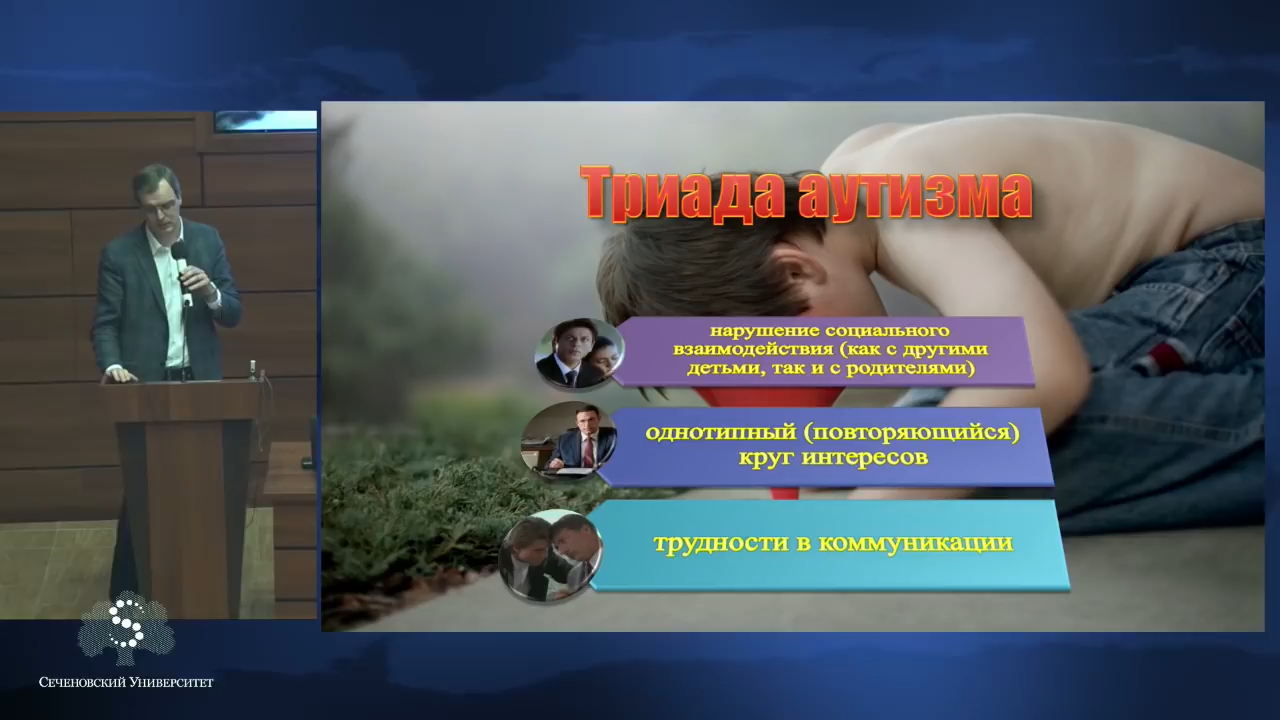 Триада аутизма
нарушение социального
взаимодействия (как с другими
детьми, так и с родителями)
однотипный (повторяющийся)
круг интересов
трудности в коммуникации
S
СЕЧЕНОВСКИЙ УНИВЕРСИТЕТ